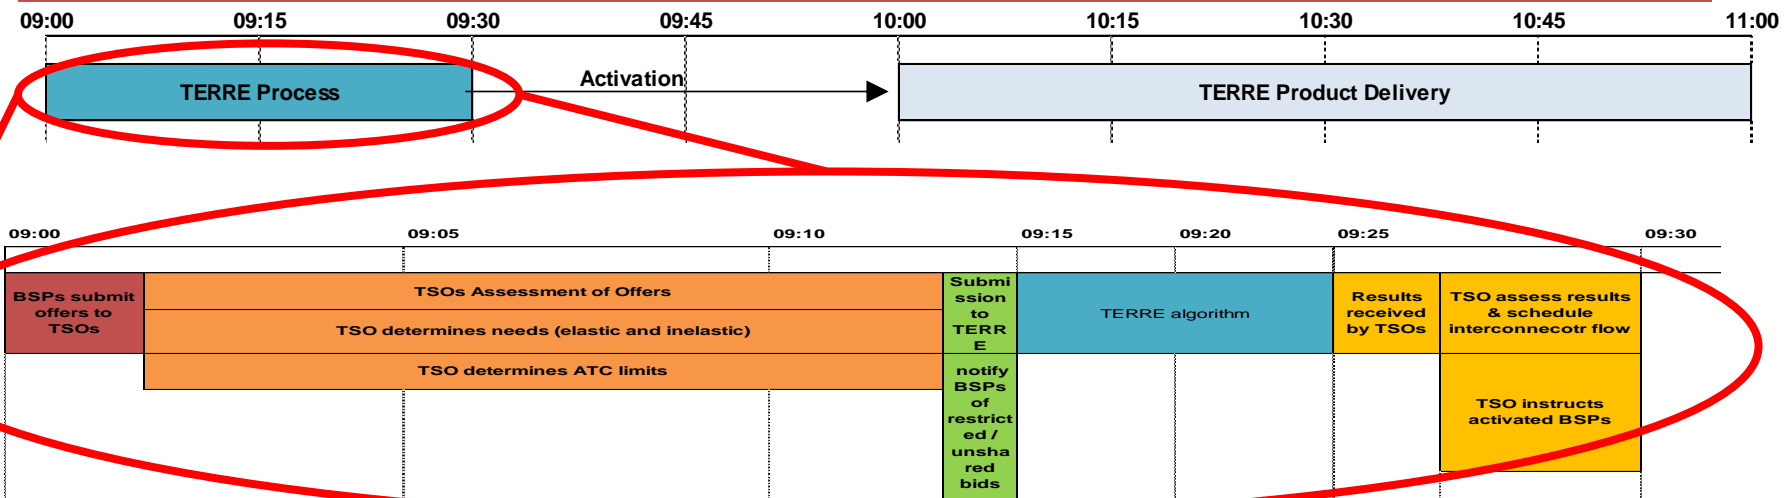 09:00 09:15 09:30 09:45 10:00 10:15 10:30 10:45 11:00
TERRE Process
Activation
TERRE Product Delivery
09:00 09:05 09:10 09:15 09:20 09:25 09:30
BSPs submit
offers to
TSOs
TSOs Assessment of Offers
TSO determines needs (elastic and inelastic)
TSO determines ATC limits
Submi
ssion
to
TERR
E
notify
BSPs
of
restrict
ed /
unsha
red
bids
TERRE algorithm
Results
received
by TSOs
TSO assess results
& schedule
interconnecotr flow
TSO instructs
activated BSPs